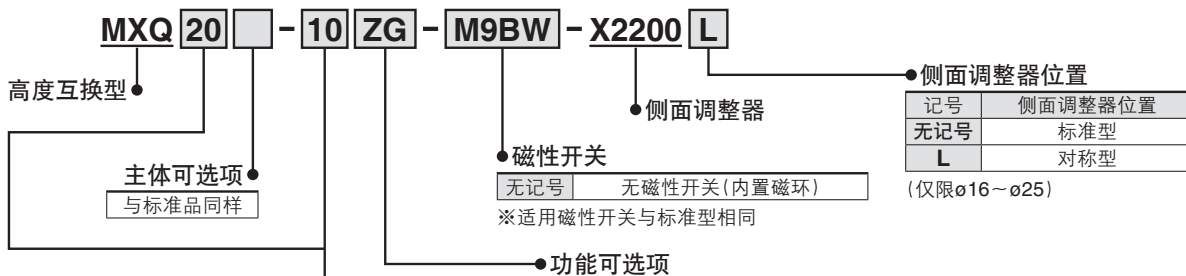 MXQ 20 - 10 ZG - M9BW - X2200 L
高度互换型
侧面调整器位置
记号 侧面调整器位置
无记号 标准型
L 对称型
(仅限ø16～ø25)
侧面调整器
主体可选项
与标准品同样
磁性开关
无记号 无磁性开关(内置磁环)
※适用磁性开关与标准型相同
功能可选项